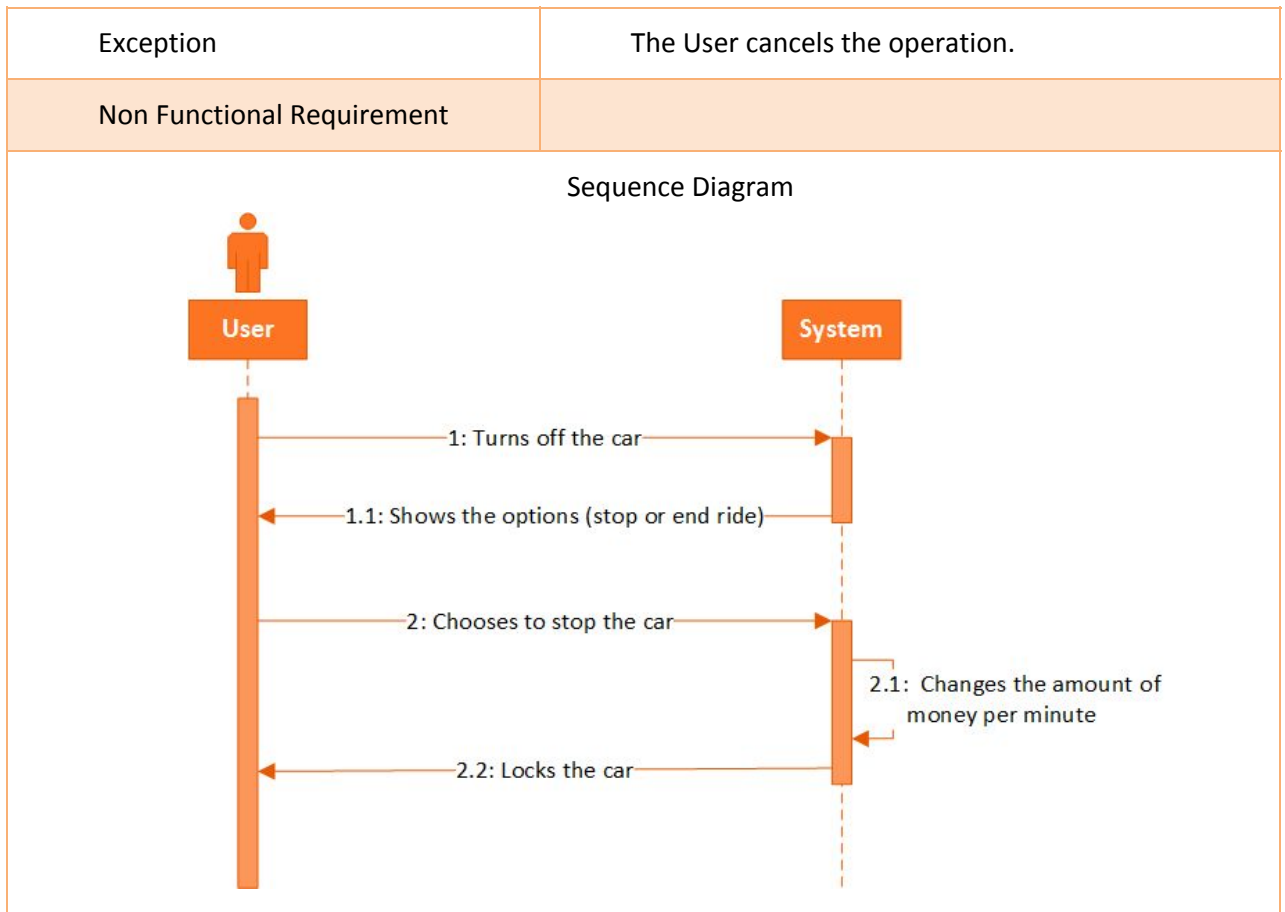 Exception The User cancels the operation.
Non Functional Requirement
Sequence Diagram
User System
1: Turns off the car
1.1: Shows the options (stop or end ride)
2: Chooses to stop the car
2.1: Changes the amount of
money per minute
2.2: Locks the car